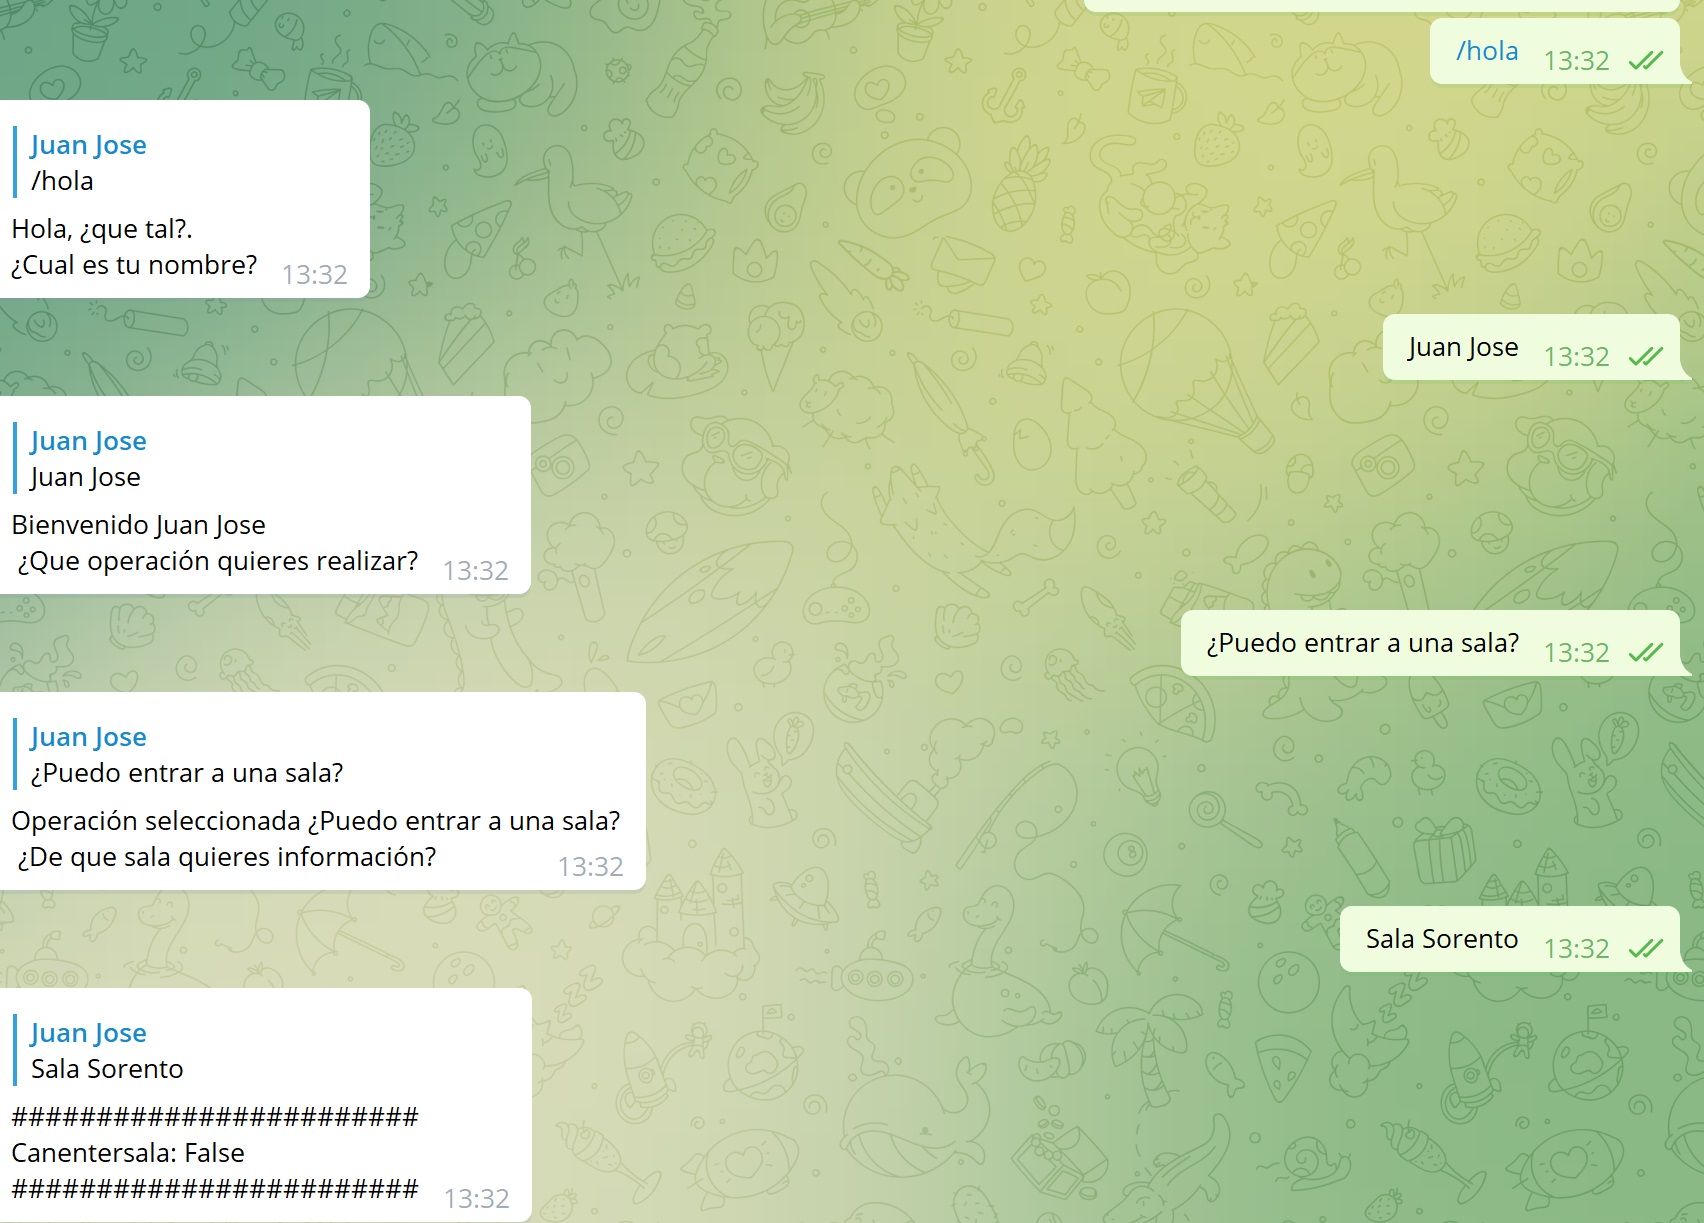 /hola 13:32
Juan Jose
/hola
Hola, ¿que tal?.
¿Cual es tu nombre? 13:32
Juan Jose 13:32
Juan Jose
Juan Jose
Bienvenido Juan Jose
¿Que operación quieres realizar? 13:32
¿Puedo entrar a una sala? 13:32
Juan Jose
¿Puedo entrar a una sala?
Operación seleccionada ¿Puedo entrar a una sala?
¿De que sala quieres información? 13:32
Sala Sorento 13:32
Juan Jose
Sala Sorento
########################
Canentersala: False
######################## 13:32